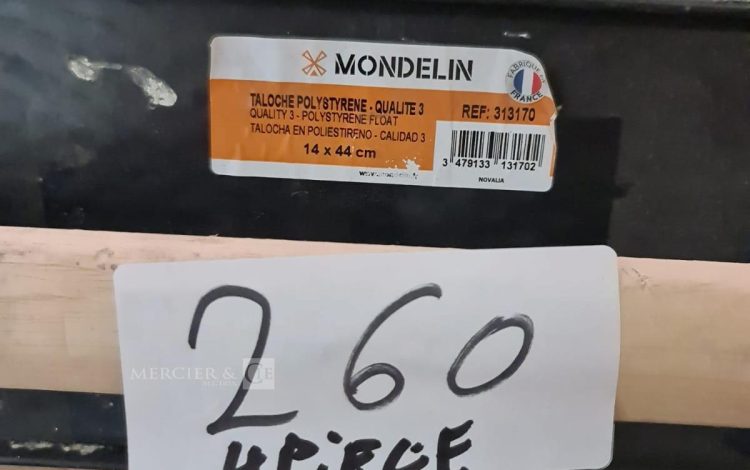 MONDELIN
FABRIQUÉ EN
FRANCE
TALOCHE POLYSTYRENE - QUALITE 3
REF: 313170
QUALITY 3 - POLYSTYRENE FLOAT
TALOCHA EN POLIESTIRENO - CALIDAD 3
14 x 44 cm
3 479133 131702
NOVALIA
260
MERCIER & CIE
4 PiECE